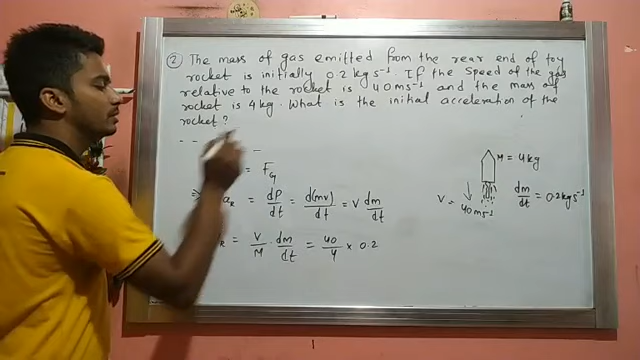 ② The mass of gas emitted from the rear end of toy
rocket is initially 0.2 kg s⁻¹ If the speed of the gas
relative to the rocket is 40 ms⁻¹ and the mass of
rocket is 4 kg. What is the initial acceleration of the
rocket?
= F_G
M = 4 kg
a_R = dP/dt = d(mv)/dt = V dm/dt
dm/dt = 0.2 kg s⁻¹
V = 40 ms⁻¹
R = V/M · dm/dt = 40/4 × 0.2